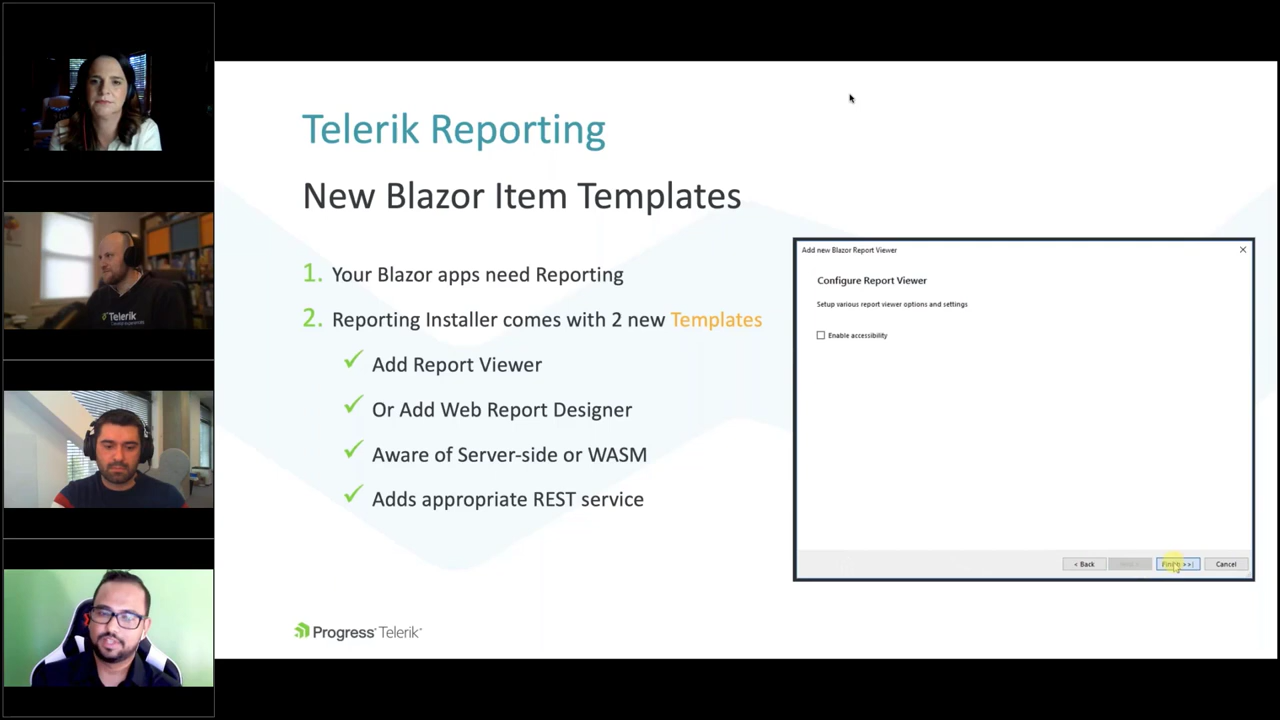 Telerik Reporting
New Blazor Item Templates
1. Your Blazor apps need Reporting
2. Reporting Installer comes with 2 new Templates
✓ Add Report Viewer
✓ Or Add Web Report Designer
✓ Aware of Server-side or WASM
✓ Adds appropriate REST service
Add new Blazor Report Viewer
Configure Report Viewer
Setup various report viewer options and settings
Enable accessibility
< Back
Finish >>|
Cancel
Progress Telerik
Telerik